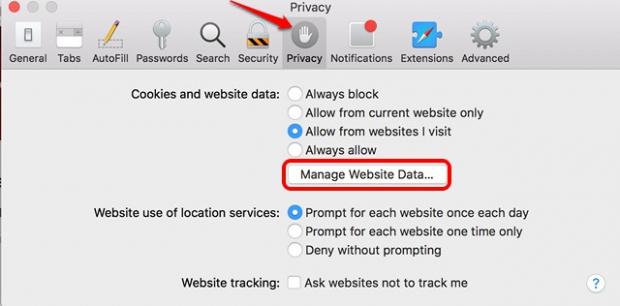 Privacy
General Tabs AutoFill Passwords Search Security Privacy Notifications Extensions Advanced
Cookies and website data: Always block
Allow from current website only
Allow from websites I visit
Always allow
Manage Website Data...
Website use of location services: Prompt for each website once each day
Prompt for each website one time only
Deny without prompting
Website tracking: Ask websites not to track me
?